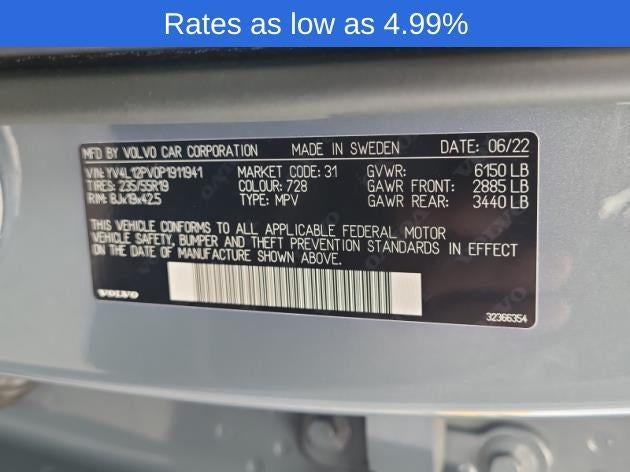 Rates as low as 4.99%
MFD BY VOLVO CAR CORPORATION MADE IN SWEDEN DATE: 06/22
VIN: YV4L12PV0P1911941 MARKET CODE: 31 GVWR: 6150 LB
TIRES: 235/55R19 COLOUR: 728 GAWR FRONT: 2885 LB
RIM: 8Jx19x42.5 TYPE: MPV GAWR REAR: 3440 LB
THIS VEHICLE CONFORMS TO ALL APPLICABLE FEDERAL MOTOR
VEHICLE SAFETY, BUMPER AND THEFT PREVENTION STANDARDS IN EFFECT
ON THE DATE OF MANUFACTURE SHOWN ABOVE.
VOLVO
32366354